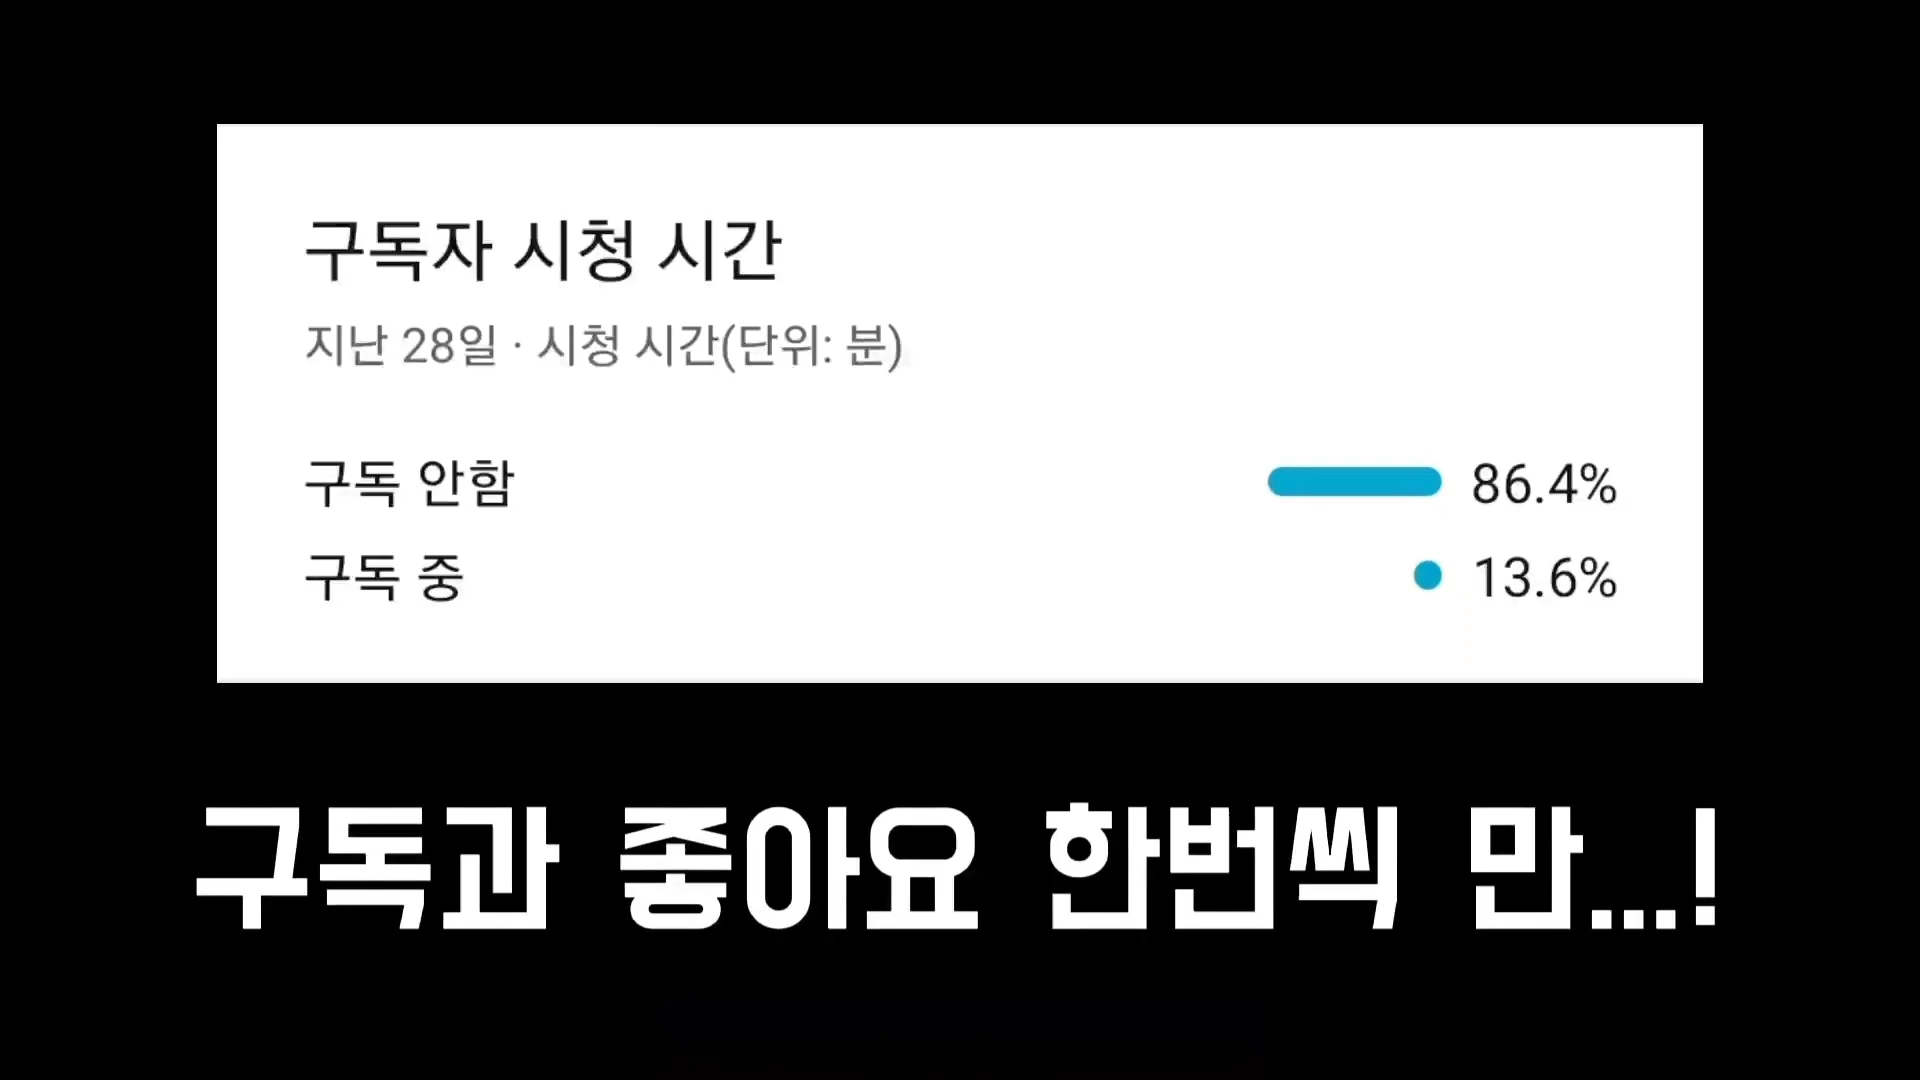 구독자 시청 시간
지난 28일 · 시청 시간(단위: 분)
구독 안함 86.4%
구독 중 13.6%
구독과 좋아요 한번씩 만...!